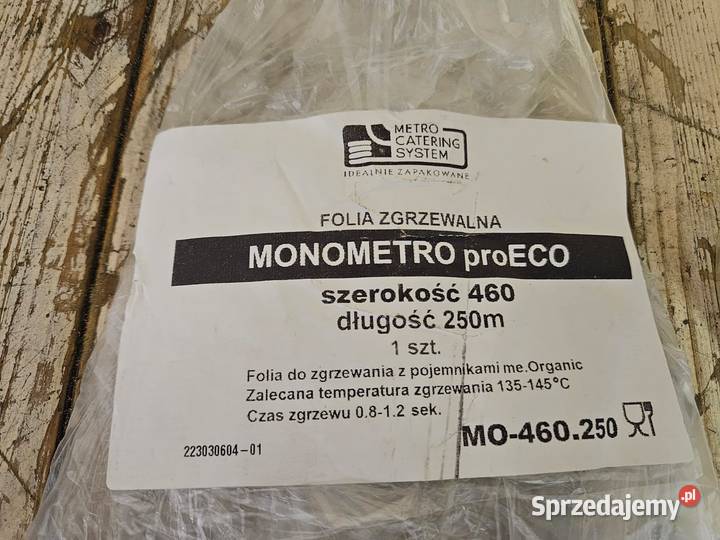 METRO
CATERING
SYSTEM
IDEALNIE ZAPAKOWANE
FOLIA ZGRZEWALNA
MONOMETRO proECO
szerokość 460
długość 250m
1 szt.
Folia do zgrzewania z pojemnikami me.Organic
Zalecana temperatura zgrzewania 135-145°C
Czas zgrzewu 0.8-1.2 sek.
MO-460.250
223030604-01
Sprzedajemy.pl